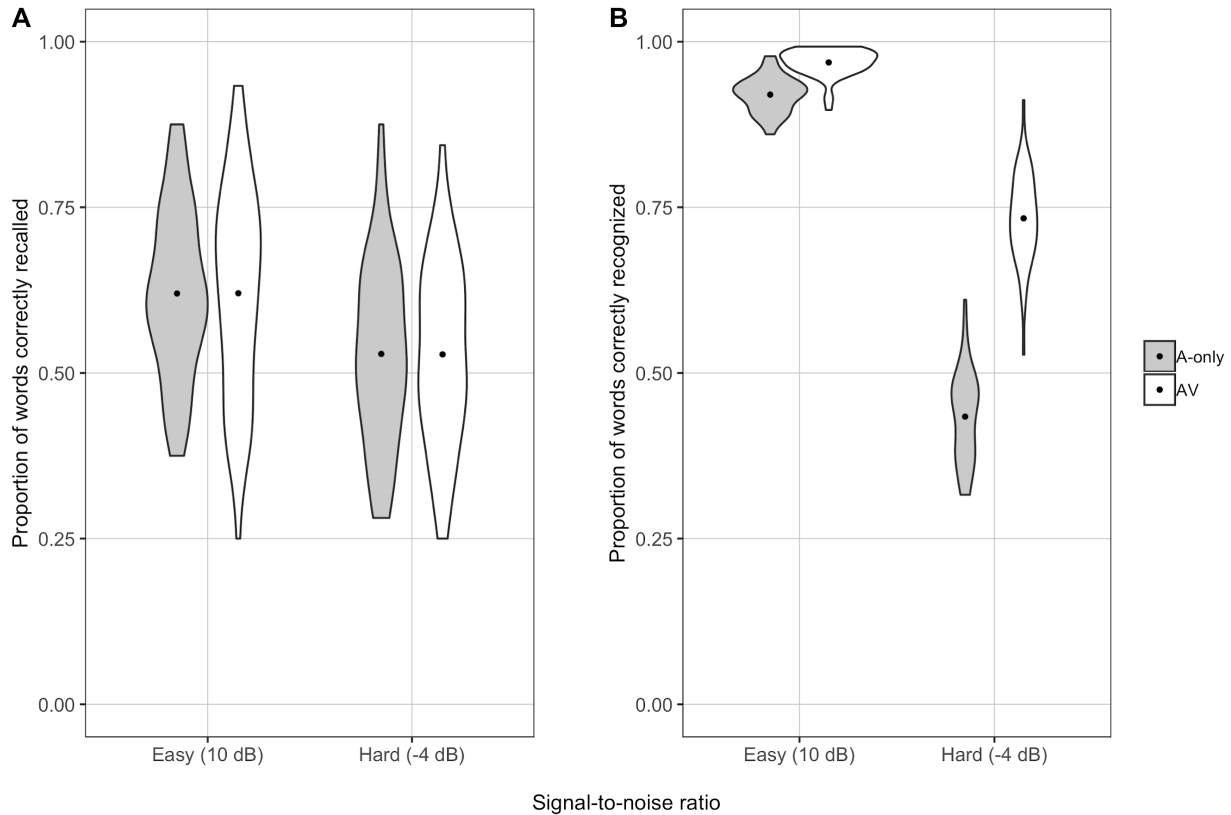 A
Proportion of words correctly recalled
1.00
0.75
0.50
0.25
0.00
Easy (10 dB)
Hard (-4 dB)
B
Proportion of words correctly recognized
1.00
0.75
0.50
0.25
0.00
Easy (10 dB)
Hard (-4 dB)
A-only
AV
Signal-to-noise ratio